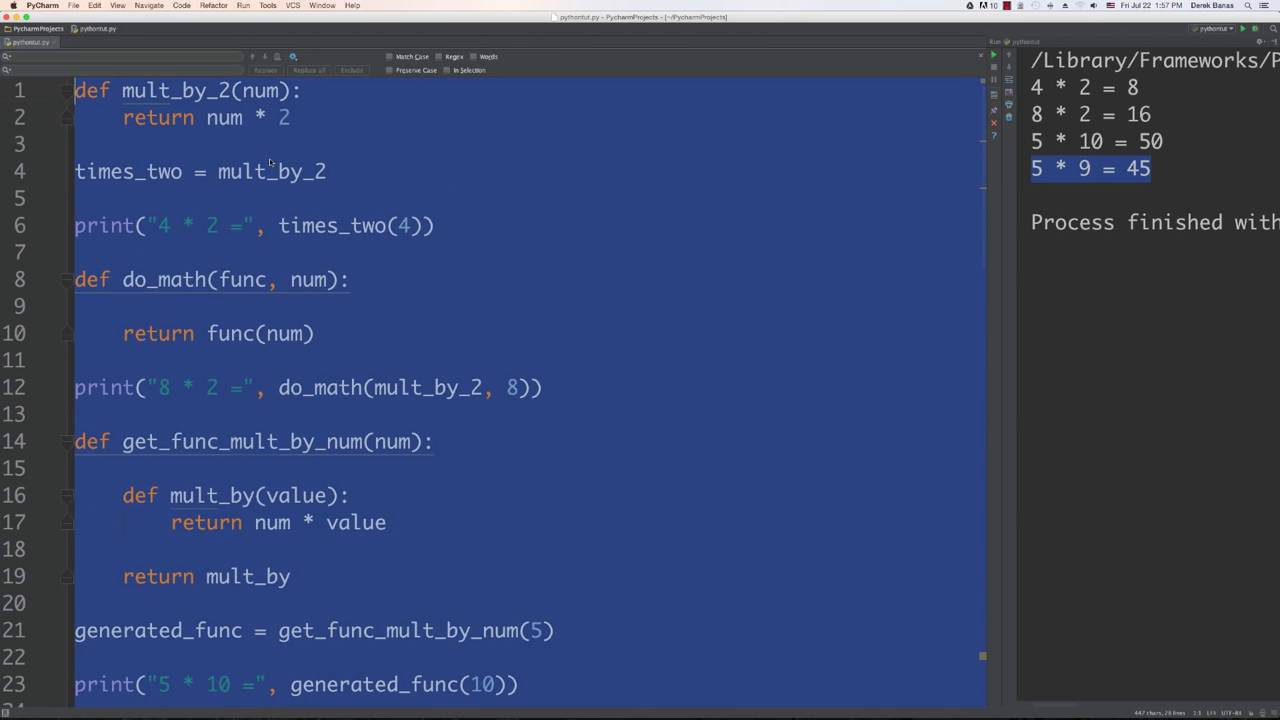 PyCharm File Edit View Navigate Code Refactor Run Tools VCS Window Help
10 Fri Jul 22 1:57 PM Derek Banas
pythontut.py - PycharmProjects - [~/PycharmProjects]
PycharmProjects pythontut.py pythontut
pythontut.py Run pythontut
Match Case Regex Words
Replace Replace all Exclude Preserve Case In Selection
1 def mult_by_2(num):
2 return num * 2
3
4 times_two = mult_by_2
5
6 print("4 * 2 =", times_two(4))
7
8 def do_math(func, num):
9
10 return func(num)
11
12 print("8 * 2 =", do_math(mult_by_2, 8))
13
14 def get_func_mult_by_num(num):
15
16 def mult_by(value):
17 return num * value
18
19 return mult_by
20
21 generated_func = get_func_mult_by_num(5)
22
23 print("5 * 10 =", generated_func(10))
/Library/Frameworks/P
4 * 2 = 8
8 * 2 = 16
5 * 10 = 50
5 * 9 = 45
Process finished with
447 chars, 28 lines 1:1 LF UTF-8